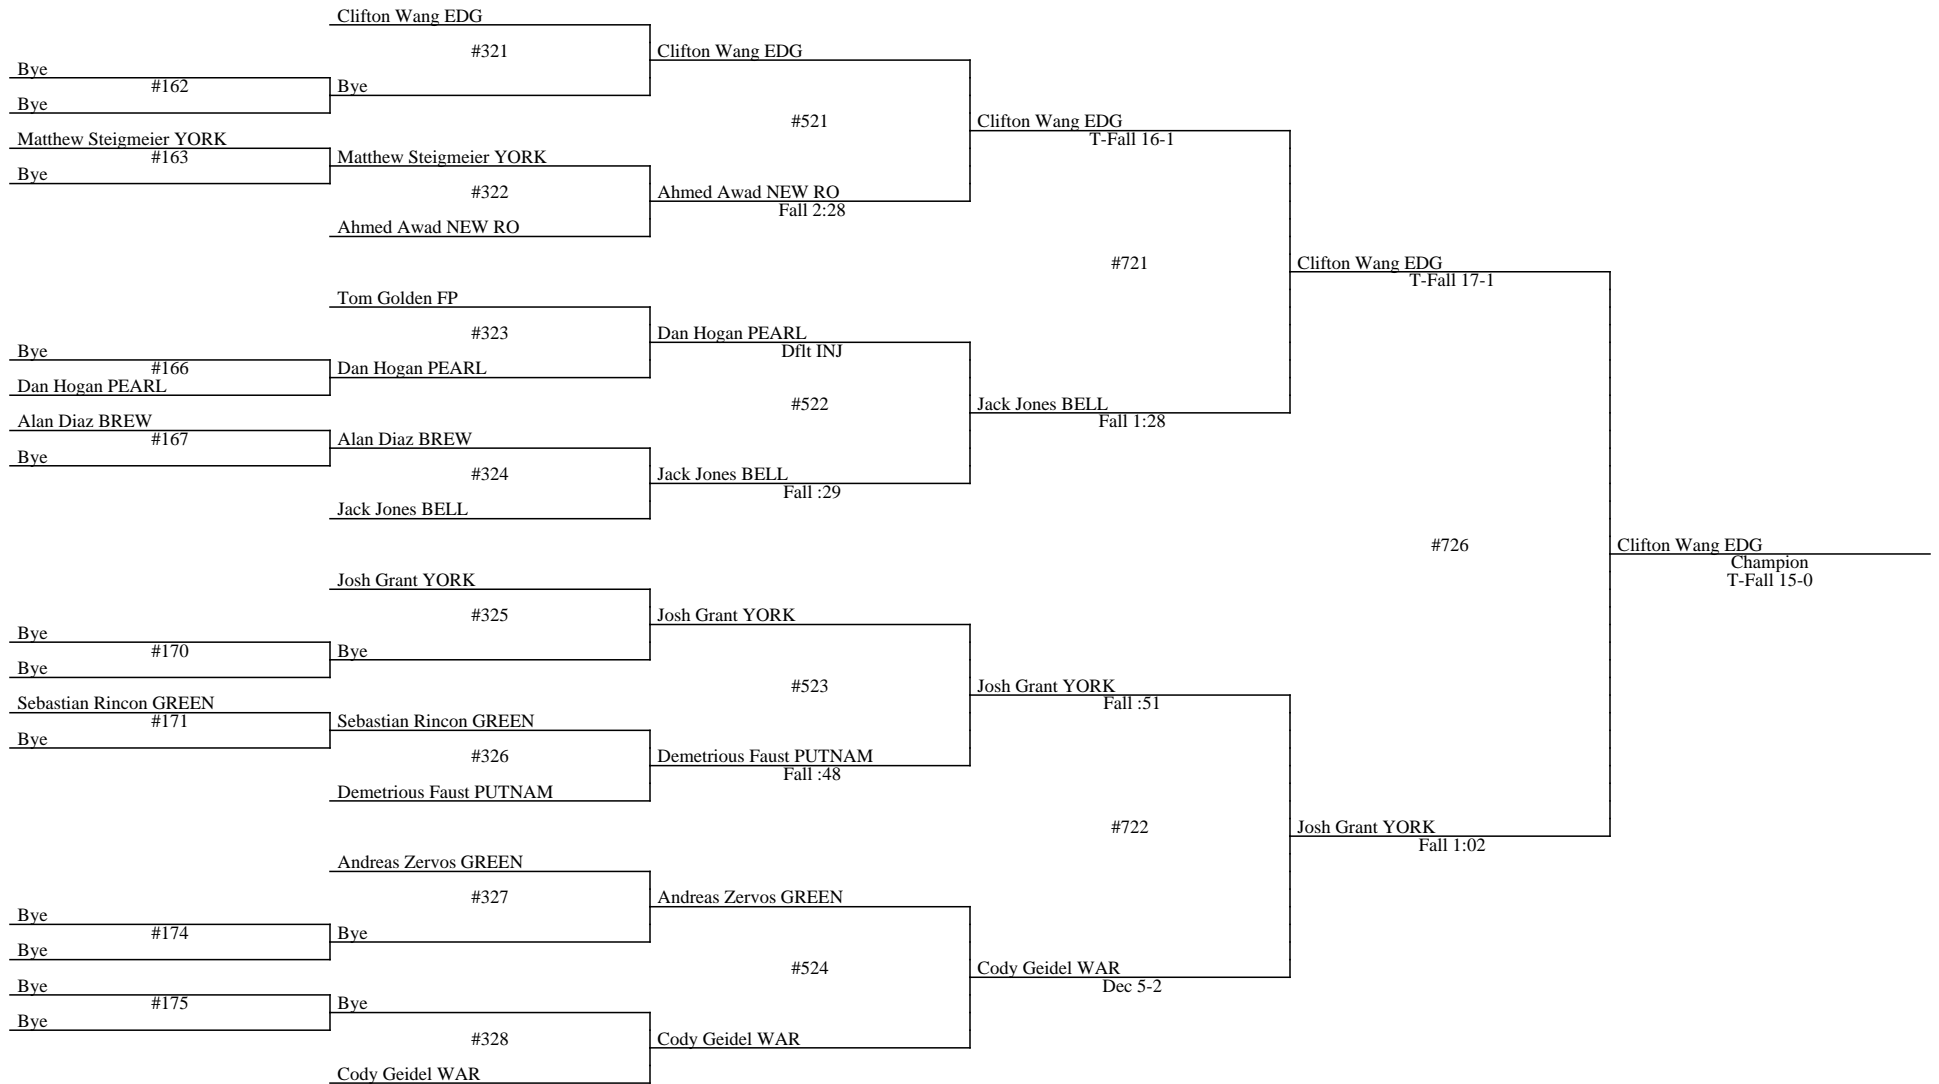 Clifton Wang EDG
#321
Clifton Wang EDG
Bye
#162
Bye
Bye
#521
Clifton Wang EDG
T-Fall 16-1
Matthew Steigmeier YORK
#163
Matthew Steigmeier YORK
Bye
#322
Ahmed Awad NEW RO
Fall 2:28
Ahmed Awad NEW RO
#721
Clifton Wang EDG
T-Fall 17-1
Tom Golden FP
#323
Dan Hogan PEARL
Dflt INJ
Bye
#166
Dan Hogan PEARL
Dan Hogan PEARL
#522
Jack Jones BELL
Fall 1:28
Alan Diaz BREW
#167
Alan Diaz BREW
Bye
#324
Jack Jones BELL
Fall :29
Jack Jones BELL
#726
Clifton Wang EDG
Champion
T-Fall 15-0
Josh Grant YORK
#325
Josh Grant YORK
Bye
#170
Bye
Bye
#523
Josh Grant YORK
Fall :51
Sebastian Rincon GREEN
#171
Sebastian Rincon GREEN
Bye
#326
Demetrious Faust PUTNAM
Fall :48
Demetrious Faust PUTNAM
#722
Josh Grant YORK
Fall 1:02
Andreas Zervos GREEN
#327
Andreas Zervos GREEN
Bye
#174
Bye
Bye
#524
Cody Geidel WAR
Dec 5-2
Bye
#175
Bye
Bye
#328
Cody Geidel WAR
Cody Geidel WAR